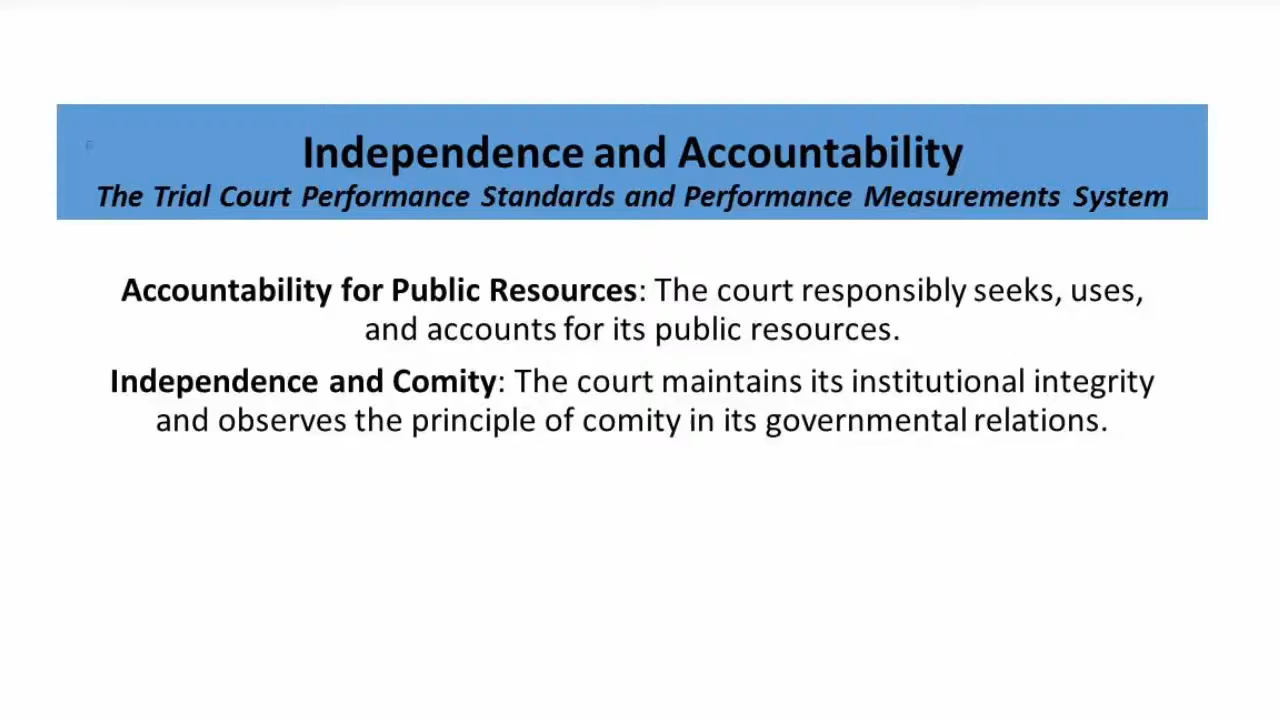 Independence and Accountability
The Trial Court Performance Standards and Performance Measurements System
Accountability for Public Resources: The court responsibly seeks, uses,
and accounts for its public resources.
Independence and Comity: The court maintains its institutional integrity
and observes the principle of comity in its governmental relations.